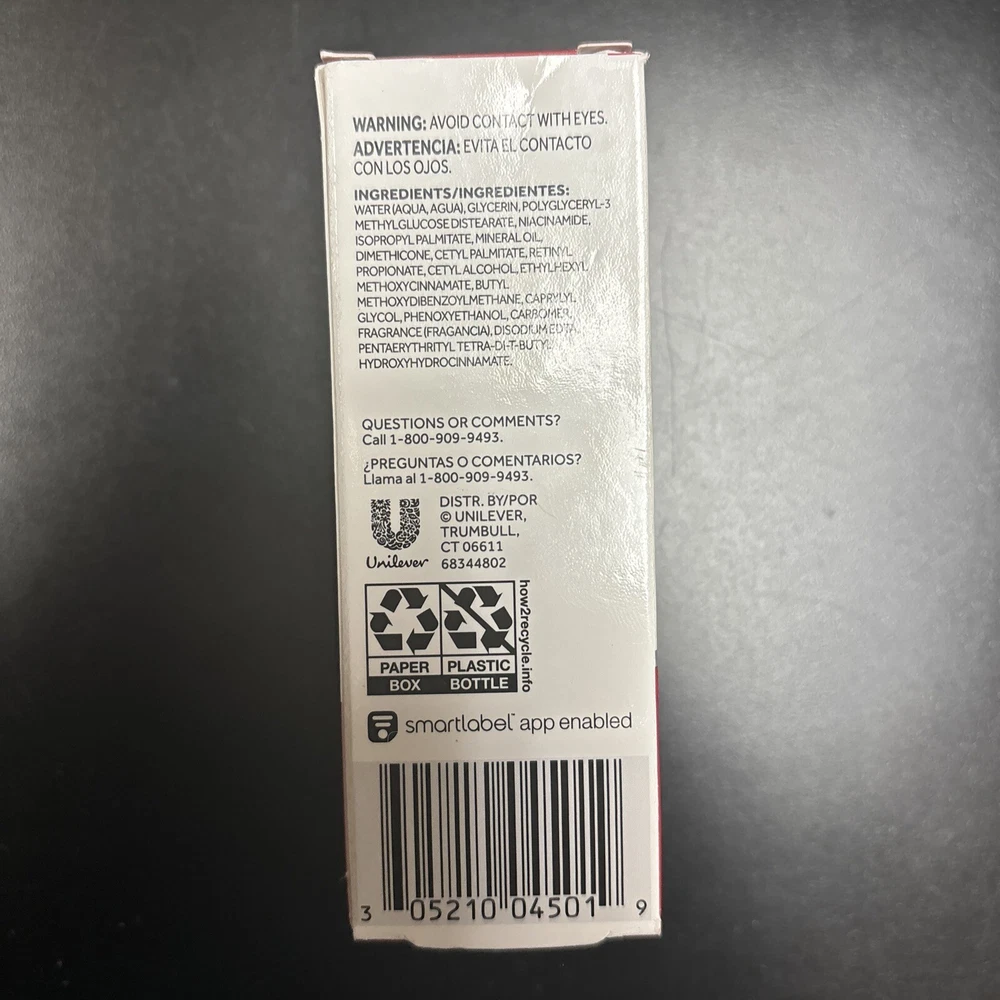 WARNING: AVOID CONTACT WITH EYES.
ADVERTENCIA: EVITA EL CONTACTO
CON LOS OJOS.
INGREDIENTS/INGREDIENTES:
WATER (AQUA, AGUA), GLYCERIN, POLYGLYCERYL-3
METHYLGLUCOSE DISTEARATE, NIACINAMIDE,
ISOPROPYL PALMITATE, MINERAL OIL,
DIMETHICONE, CETYL PALMITATE, RETINYL
PROPIONATE, CETYL ALCOHOL, ETHYLHEXYL
METHOXYCINNAMATE, BUTYL
METHOXYDIBENZOYLMETHANE, CAPRYLYL
GLYCOL, PHENOXYETHANOL, CARBOMER,
FRAGRANCE (FRAGANCIA), DISODIUM EDTA,
PENTAERYTHRITYL TETRA-DI-T-BUTYL
HYDROXYHYDROCINNAMATE.
QUESTIONS OR COMMENTS?
Call 1-800-909-9493.
¿PREGUNTAS O COMENTARIOS?
Llama al 1-800-909-9493.
DISTR. BY/POR
© UNILEVER,
TRUMBULL,
CT 06611
Unilever 68344802
how2recycle.info
PAPER PLASTIC
BOX BOTTLE
smartlabel™ app enabled
3 05210 04501 9